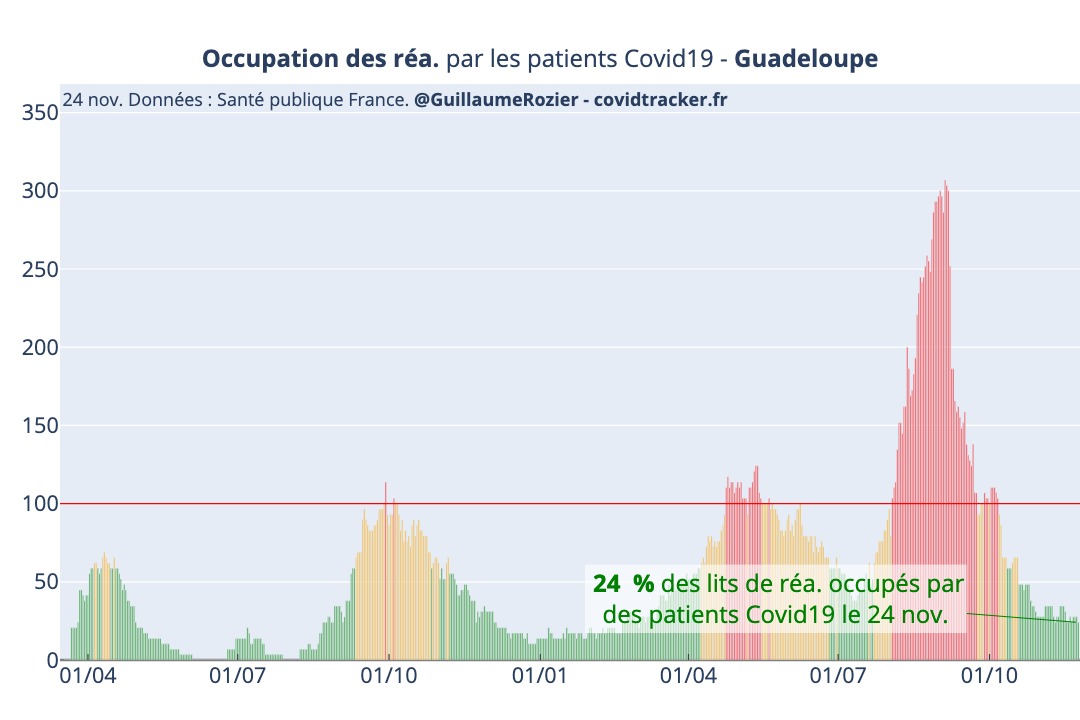 Occupation des réa. par les patients Covid19 - Guadeloupe
24 nov. Données : Santé publique France. @GuillaumeRozier - covidtracker.fr
350
300
250
200
150
100
50
0
24 % des lits de réa. occupés par
des patients Covid19 le 24 nov.
01/04 01/07 01/10 01/01 01/04 01/07 01/10